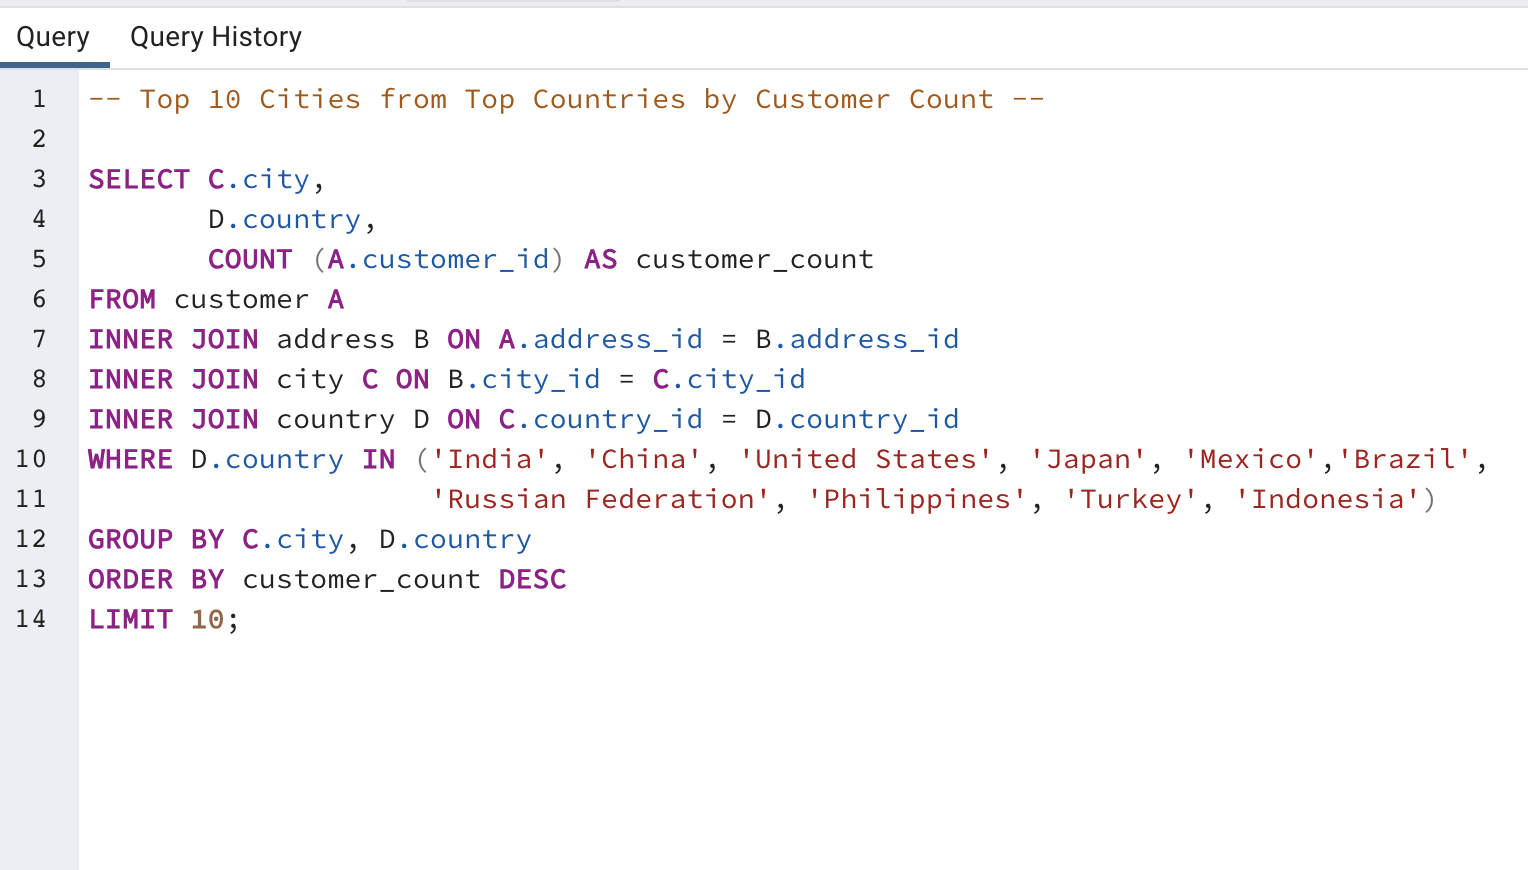 Query Query History
1 -- Top 10 Cities from Top Countries by Customer Count --
2
3 SELECT C.city,
4 D.country,
5 COUNT (A.customer_id) AS customer_count
6 FROM customer A
7 INNER JOIN address B ON A.address_id = B.address_id
8 INNER JOIN city C ON B.city_id = C.city_id
9 INNER JOIN country D ON C.country_id = D.country_id
10 WHERE D.country IN ('India', 'China', 'United States', 'Japan', 'Mexico','Brazil',
11 'Russian Federation', 'Philippines', 'Turkey', 'Indonesia')
12 GROUP BY C.city, D.country
13 ORDER BY customer_count DESC
14 LIMIT 10;